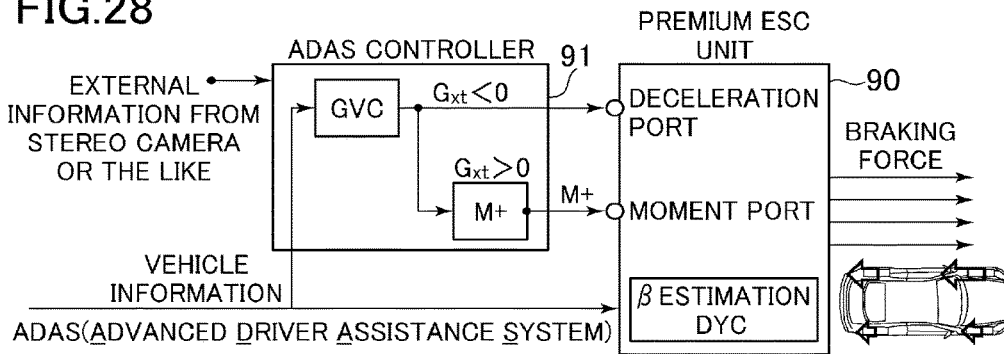 FIG.28
PREMIUM ESC
UNIT
ADAS CONTROLLER
91
90
EXTERNAL
INFORMATION FROM
STEREO CAMERA
OR THE LIKE
GVC
Gxt<0
DECELERATION
PORT
BRAKING
FORCE
Gxt>0
M+
M+
MOMENT PORT
VEHICLE
INFORMATION
β ESTIMATION
DYC
ADAS(ADVANCED DRIVER ASSISTANCE SYSTEM)